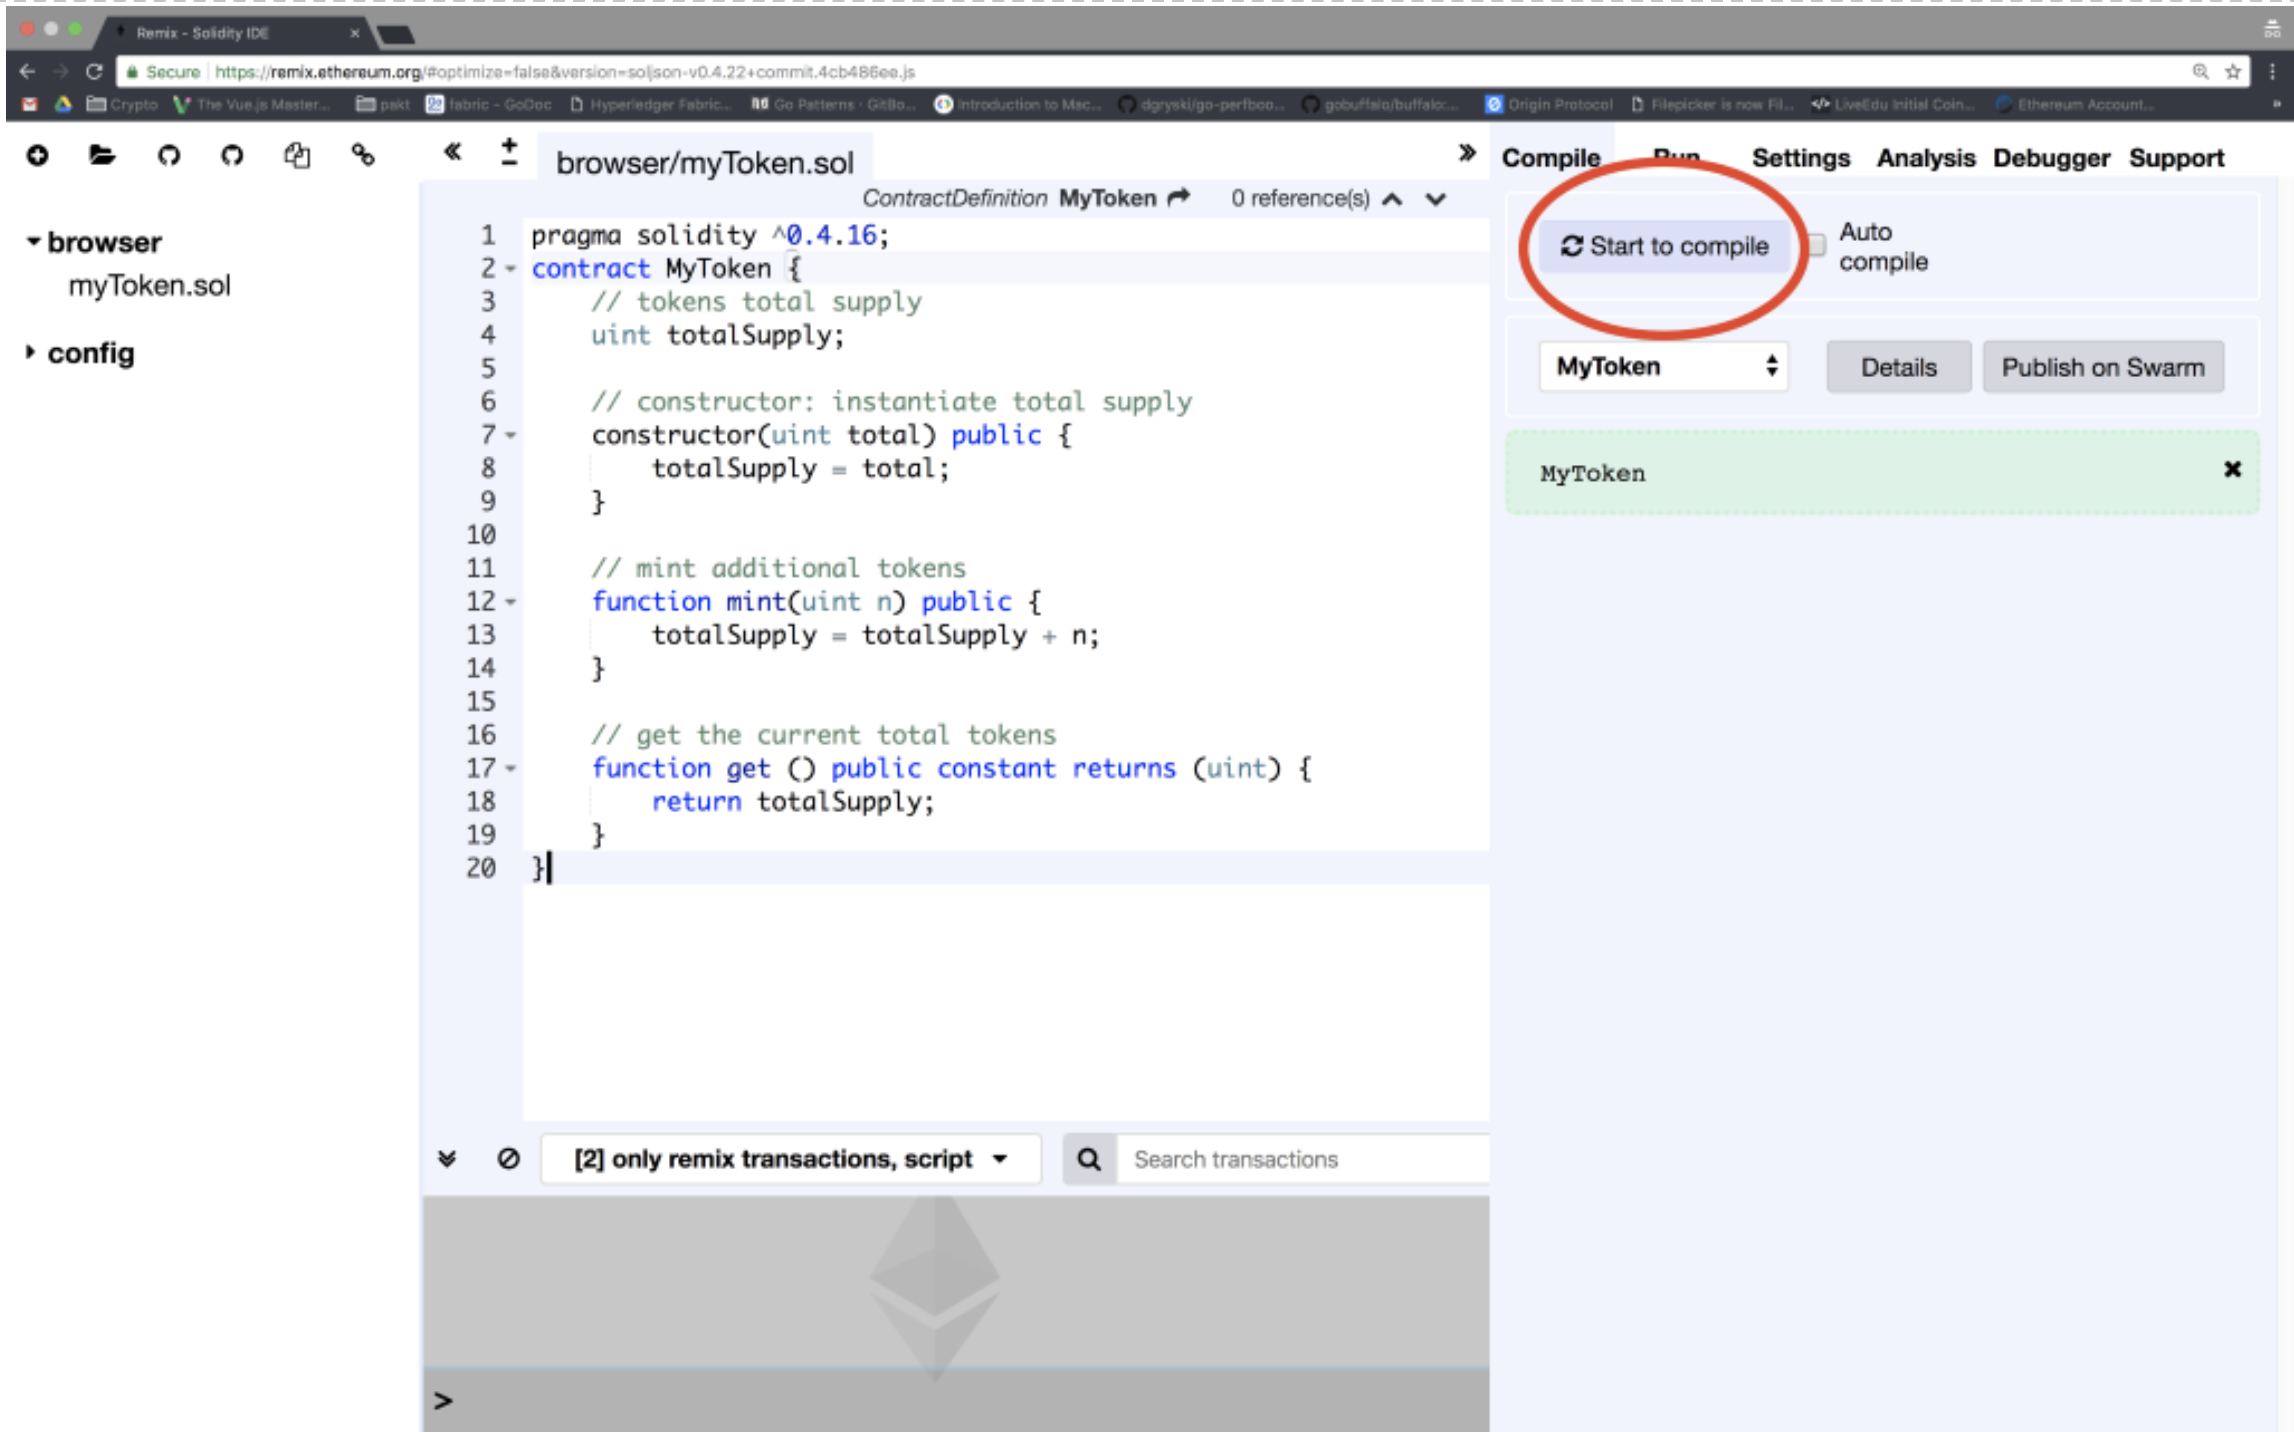 Remix - Solidity IDE
Secure https://remix.ethereum.org/#optimize=false&version=soljson-v0.4.22+commit.4cb486ee.js
Crypto The Vue.js Master... pakt fabric - GoDoc Hyperledger Fabric... Go Patterns · GitBo... Introduction to Mac... dgryski/go-perfboo... gobuffalo/buffalo:... Origin Protocol Filepicker is now Fil... LiveEdu Initial Coin... Ethereum Account...
browser/myToken.sol
Compile Run Settings Analysis Debugger Support
ContractDefinition MyToken 0 reference(s)
browser
myToken.sol
config
1 pragma solidity ^0.4.16;
2 contract MyToken {
3 // tokens total supply
4 uint totalSupply;
5
6 // constructor: instantiate total supply
7 constructor(uint total) public {
8 totalSupply = total;
9 }
10
11 // mint additional tokens
12 function mint(uint n) public {
13 totalSupply = totalSupply + n;
14 }
15
16 // get the current total tokens
17 function get () public constant returns (uint) {
18 return totalSupply;
19 }
20 }
Start to compile
Auto
compile
MyToken Details Publish on Swarm
MyToken
[2] only remix transactions, script
Search transactions
>